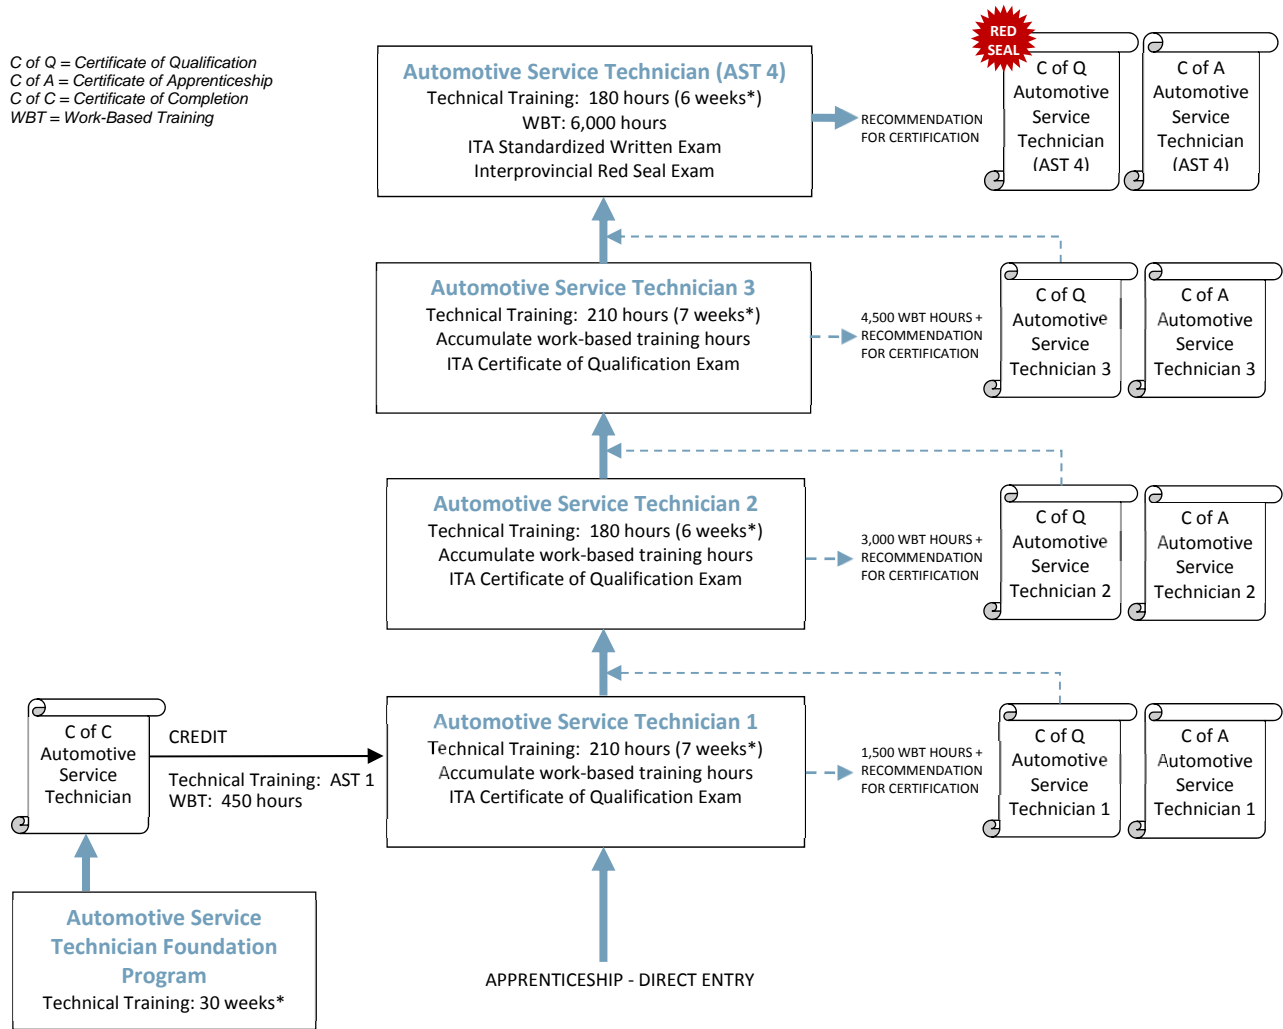 C of Q = Certificate of Qualification
C of A = Certificate of Apprenticeship
C of C = Certificate of Completion
WBT = Work-Based Training
Automotive Service Technician (AST 4)
Technical Training: 180 hours (6 weeks*)
WBT: 6,000 hours
ITA Standardized Written Exam
Interprovincial Red Seal Exam
RECOMMENDATION
FOR CERTIFICATION
RED
SEAL
C of Q
Automotive
Service
Technician
(AST 4)
C of A
Automotive
Service
Technician
(AST 4)
Automotive Service Technician 3
Technical Training: 210 hours (7 weeks*)
Accumulate work-based training hours
ITA Certificate of Qualification Exam
4,500 WBT HOURS +
RECOMMENDATION
FOR CERTIFICATION
C of Q
Automotive
Service
Technician 3
C of A
Automotive
Service
Technician 3
Automotive Service Technician 2
Technical Training: 180 hours (6 weeks*)
Accumulate work-based training hours
ITA Certificate of Qualification Exam
3,000 WBT HOURS +
RECOMMENDATION
FOR CERTIFICATION
C of Q
Automotive
Service
Technician 2
C of A
Automotive
Service
Technician 2
C of C
Automotive
Service
Technician
CREDIT
Technical Training: AST 1
WBT: 450 hours
Automotive Service Technician 1
Technical Training: 210 hours (7 weeks*)
Accumulate work-based training hours
ITA Certificate of Qualification Exam
1,500 WBT HOURS +
RECOMMENDATION
FOR CERTIFICATION
C of Q
Automotive
Service
Technician 1
C of A
Automotive
Service
Technician 1
Automotive Service
Technician Foundation
Program
Technical Training: 30 weeks*
APPRENTICESHIP - DIRECT ENTRY